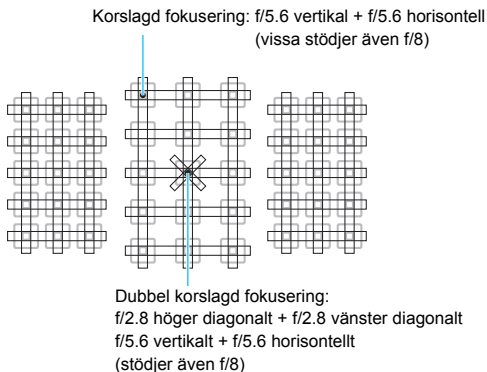 Korslagd fokusering: f/5.6 vertikal + f/5.6 horisontell
(vissa stödjer även f/8)
Dubbel korslagd fokusering:
f/2.8 höger diagonalt + f/2.8 vänster diagonalt
f/5.6 vertikalt + f/5.6 horisontellt
(stödjer även f/8)